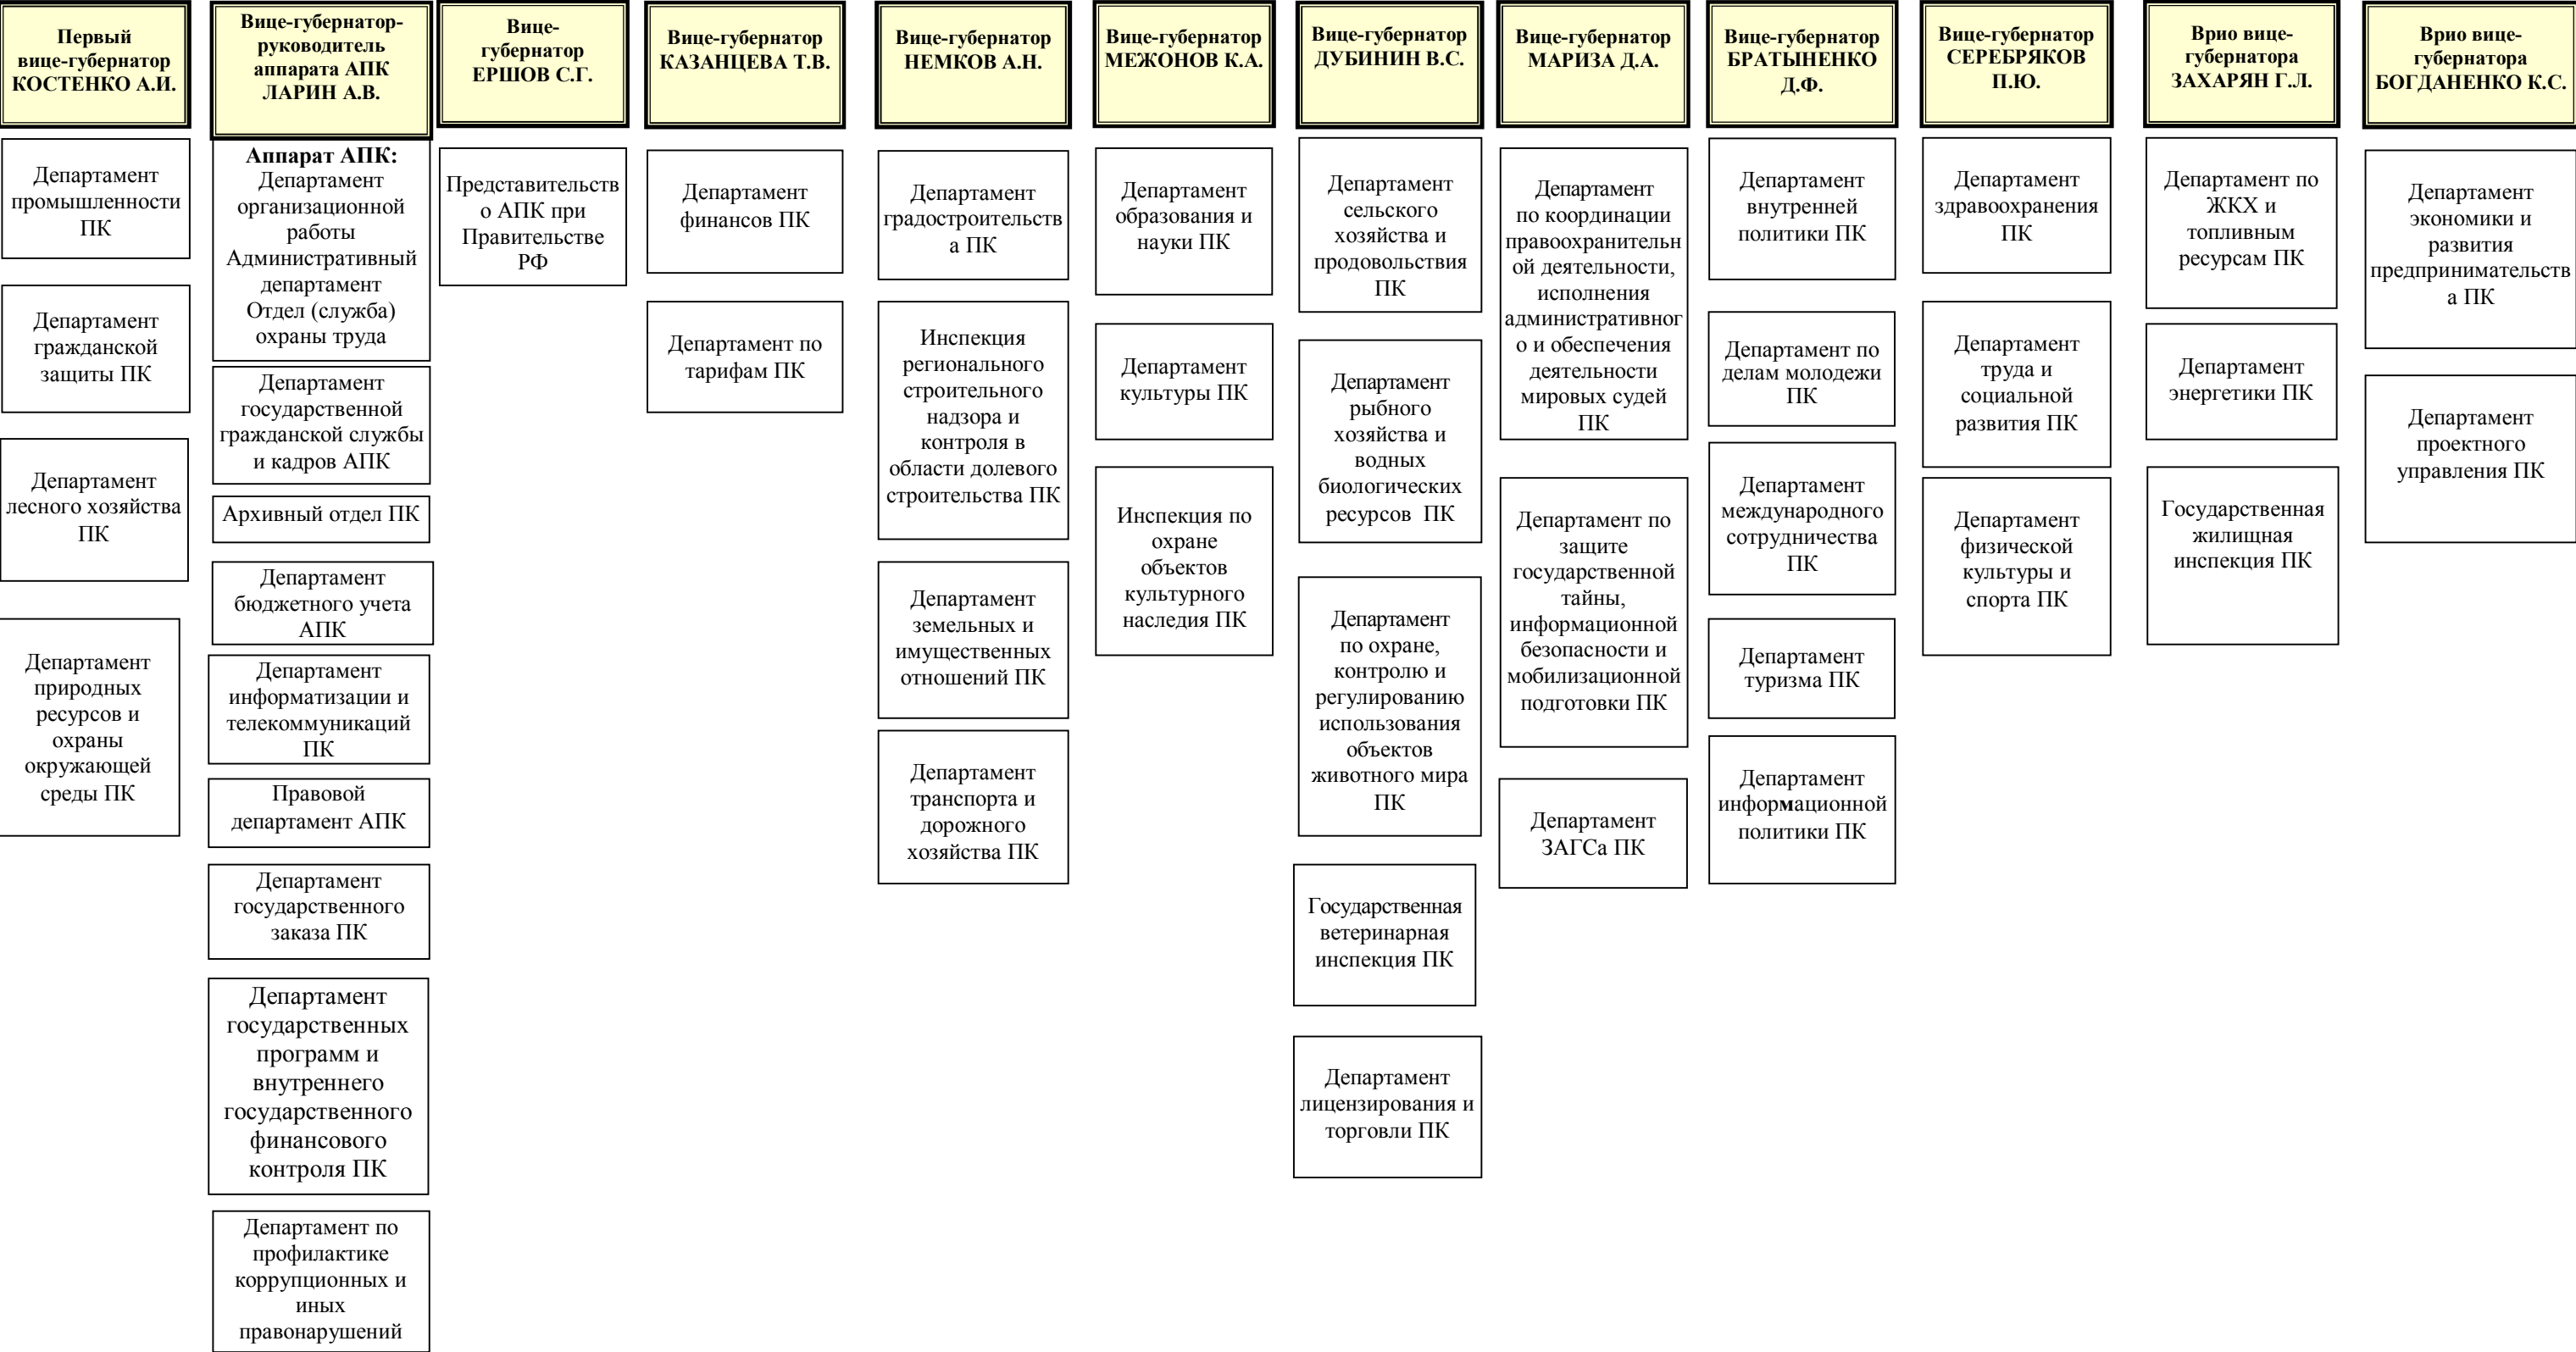 Первый
вице-губернатор
КОСТЕНКО А.И.
Департамент
промышленности
ПК
Департамент
гражданской
защиты ПК
Департамент
лесного хозяйства
ПК
Департамент
природных
ресурсов и
охраны
окружающей
среды ПК
Вице-губернатор-
руководитель
аппарата АПК
ЛАРИН А.В.
Аппарат АПК:
Департамент
организационной
работы
Административный
департамент
Отдел (служба)
охраны труда
Департамент
государственной
гражданской службы
и кадров АПК
Архивный отдел ПК
Департамент
бюджетного учета
АПК
Департамент
информатизации и
телекоммуникаций
ПК
Правовой
департамент АПК
Департамент
государственного
заказа ПК
Департамент
государственных
программ и
внутреннего
государственного
финансового
контроля ПК
Департамент по
профилактике
коррупционных и
иных
правонарушений
Вице-
губернатор
ЕРШОВ С.Г.
Представительств
о АПК при
Правительстве
РФ
Вице-губернатор
КАЗАНЦЕВА Т.В.
Департамент
финансов ПК
Департамент по
тарифам ПК
Вице-губернатор
НЕМКОВ А.Н.
Департамент
градостроительств
а ПК
Инспекция
регионального
строительного
надзора и
контроля в
области долевого
строительства ПК
Департамент
земельных и
имущественных
отношений ПК
Департамент
транспорта и
дорожного
хозяйства ПК
Вице-губернатор
МЕЖОНОВ К.А.
Департамент
образования и
науки ПК
Департамент
культуры ПК
Инспекция по
охране
объектов
культурного
наследия ПК
Вице-губернатор
ДУБИНИН В.С.
Департамент
сельского
хозяйства и
продовольствия
ПК
Департамент
рыбного
хозяйства и
водных
биологических
ресурсов ПК
Департамент
по охране,
контролю и
регулированию
использования
объектов
животного мира
ПК
Государственная
ветеринарная
инспекция ПК
Департамент
лицензирования и
торговли ПК
Вице-губернатор
МАРИЗА Д.А.
Департамент
по координации
правоохранительн
ой деятельности,
исполнения
административног
о и обеспечения
деятельности
мировых судей
ПК
Департамент по
защите
государственной
тайны,
информационной
безопасности и
мобилизационной
подготовки ПК
Департамент
ЗАГСа ПК
Вице-губернатор
БРАТЫНЕНКО
Д.Ф.
Департамент
внутренней
политики ПК
Департамент по
делам молодежи
ПК
Департамент
международного
сотрудничества
ПК
Департамент
туризма ПК
Департамент
информационной
политики ПК
Вице-губернатор
СЕРЕБРЯКОВ
П.Ю.
Департамент
здравоохранения
ПК
Департамент
труда и
социальной
развития ПК
Департамент
физической
культуры и
спорта ПК
Врио вице-
губернатора
ЗАХАРЯН Г.Л.
Департамент по
ЖКХ и
топливным
ресурсам ПК
Департамент
энергетики ПК
Государственная
жилищная
инспекция ПК
Врио вице-
губернатора
БОГДАНЕНКО К.С.
Департамент
экономики и
развития
предпринимательств
а ПК
Департамент
проектного
управления ПК